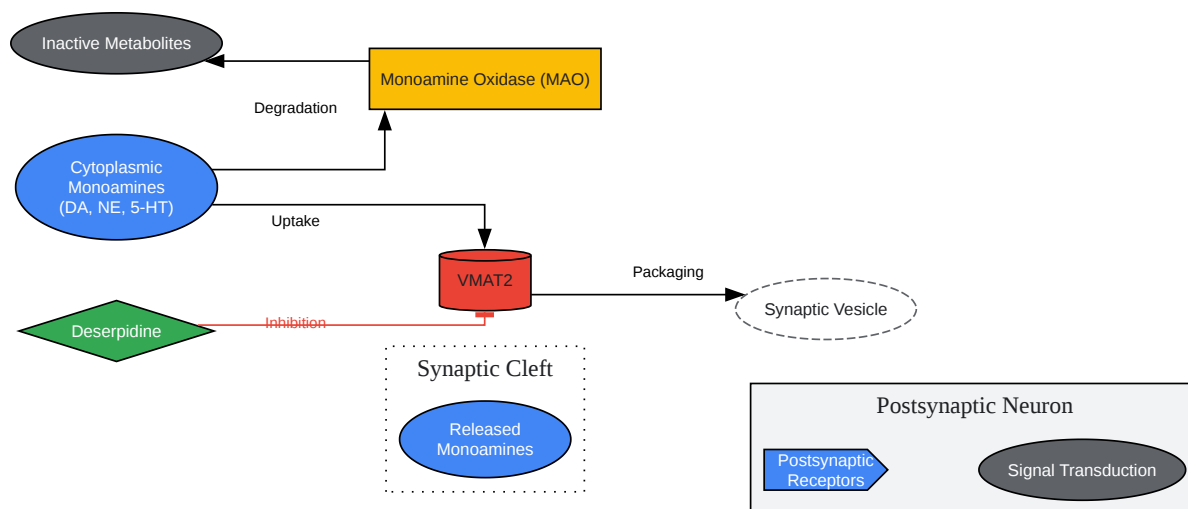 Inactive Metabolites
Monoamine Oxidase (MAO)
Degradation
Cytoplasmic
Monoamines
(DA, NE, 5-HT)
Uptake
VMAT2
Packaging
Synaptic Vesicle
Deserpidine
Inhibition
Synaptic Cleft
Released
Monoamines
Postsynaptic Neuron
Postsynaptic
Receptors
Signal Transduction